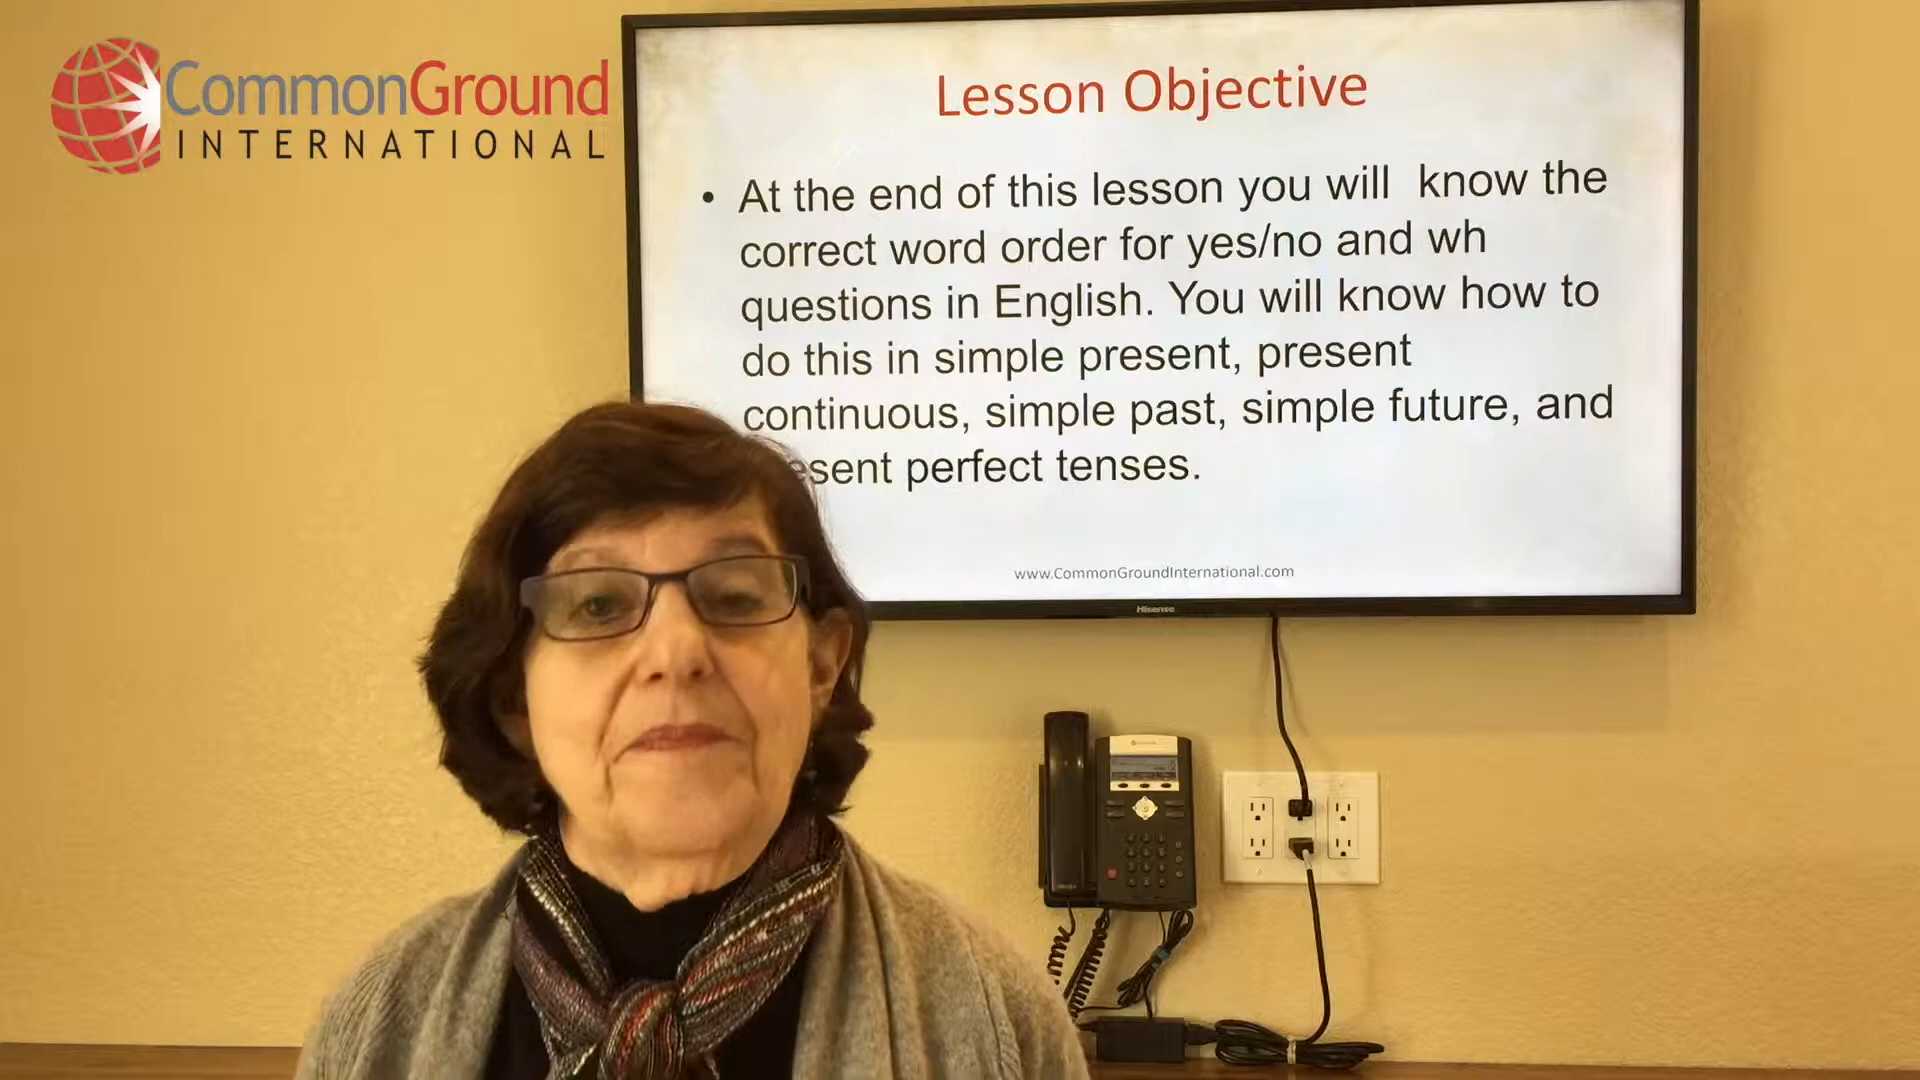 CommonGround
INTERNATIONAL
Lesson Objective
• At the end of this lesson you will know the
correct word order for yes/no and wh
questions in English. You will know how to
do this in simple present, present
continuous, simple past, simple future, and
esent perfect tenses.
www.CommonGroundInternational.com
Hisense